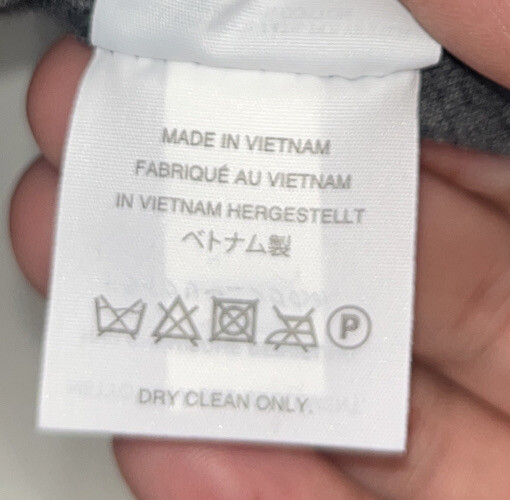 MADE IN VIETNAM
FABRIQUÉ AU VIETNAM
IN VIETNAM HERGESTELLT
ベトナム製
P
DRY CLEAN ONLY.